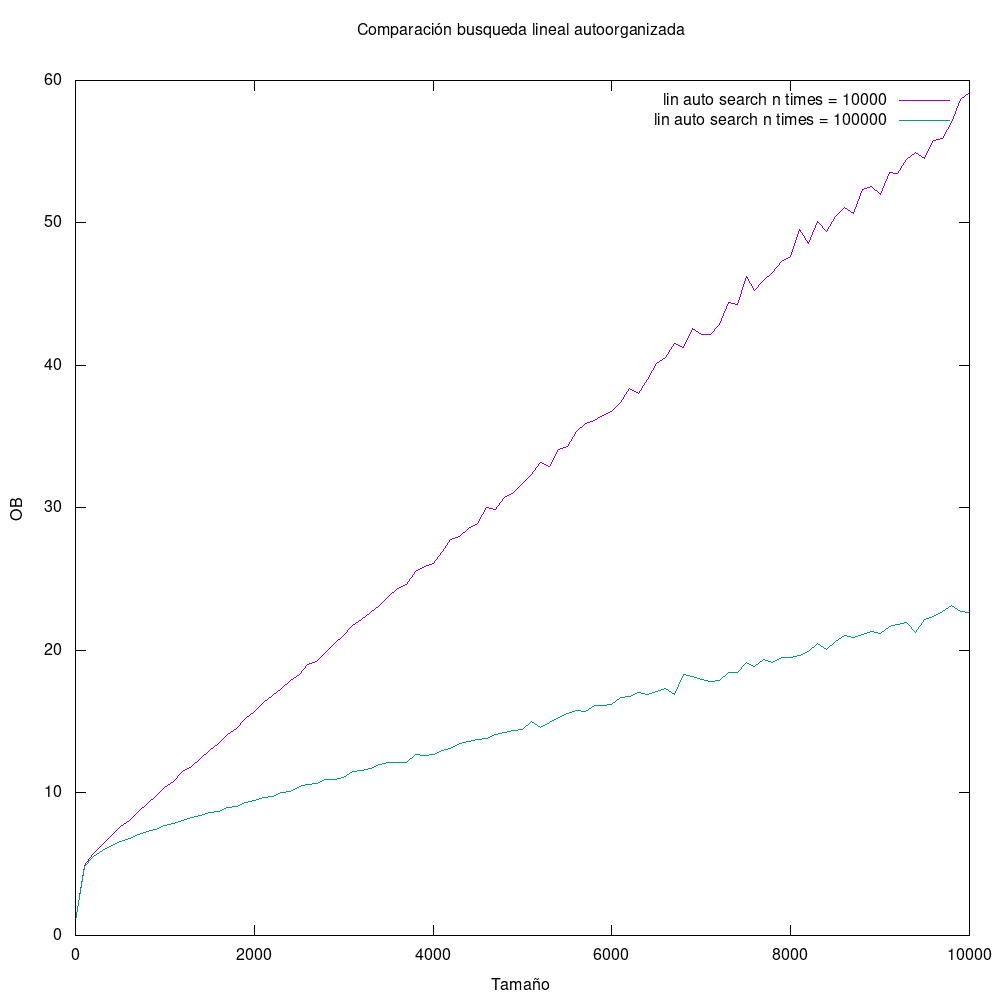 Comparación busqueda lineal autoorganizada
60
lin auto search n times = 10000
lin auto search n times = 100000
50
40
30
OB
20
10
0
0 2000 4000 6000 8000 10000
Tamaño